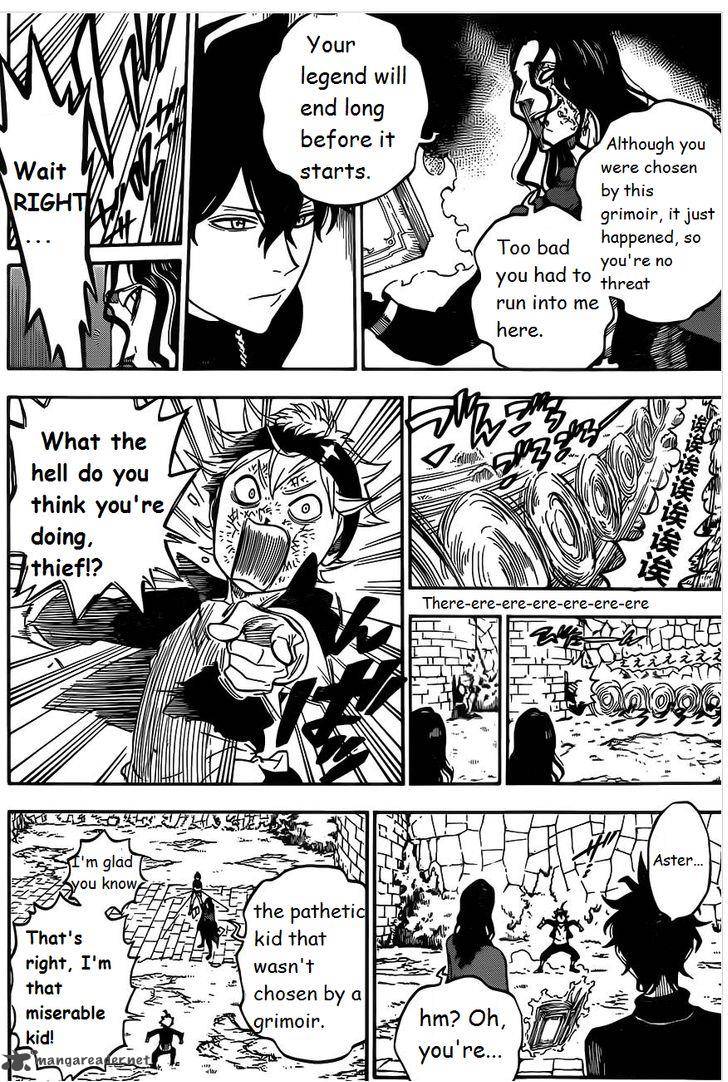 Although you
were chosen
by this
grimoir, it just
happened, so
you're no
threat
Too bad
you had to
run into me
here.
Your
legend will
end long
before it
starts.
Wait
RIGHT
...
诶诶诶诶诶诶诶
There-ere-ere-ere-ere-ere-ere
What the
hell do you
think you're
doing,
thief!?
Aster...
hm? Oh,
you're...
the pathetic
kid that
wasn't
chosen by a
grimoir.
I'm glad
you know
That's
right, I'm
that
miserable
kid!
mangareader.net